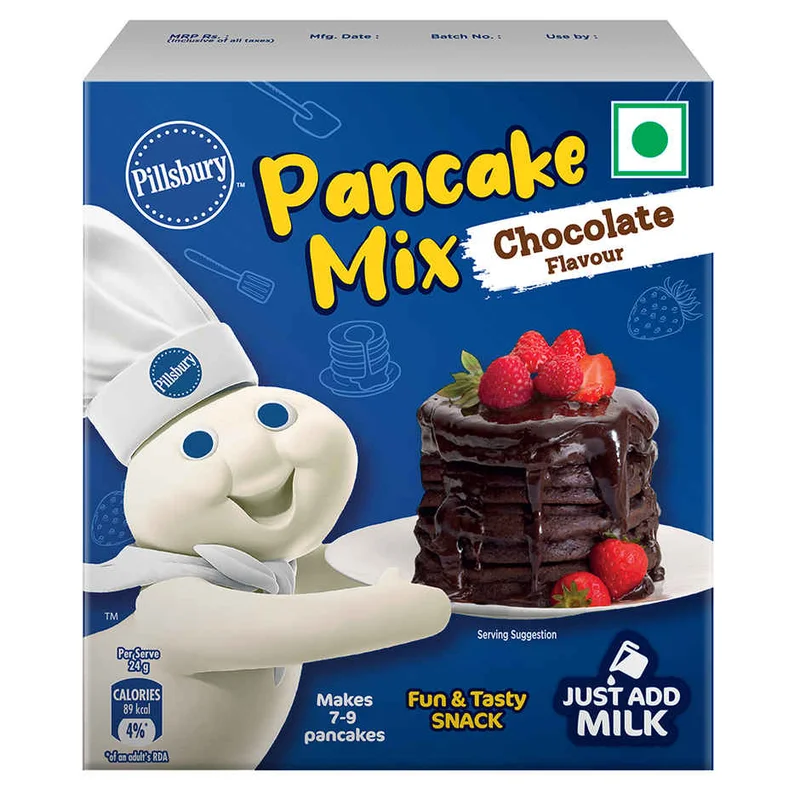 MRP Rs. :
(Inclusive of all taxes)
Mfg. Date :
Batch No. :
Use by :
Pillsbury
TM
Pancake
Mix
Chocolate
Flavour
Pillsbury
TM
Serving Suggestion
Per Serve
24 g
CALORIES
89 kcal
4%*
*of an adult's RDA
Makes
7-9
pancakes
Fun & Tasty
SNACK
JUST ADD
MILK